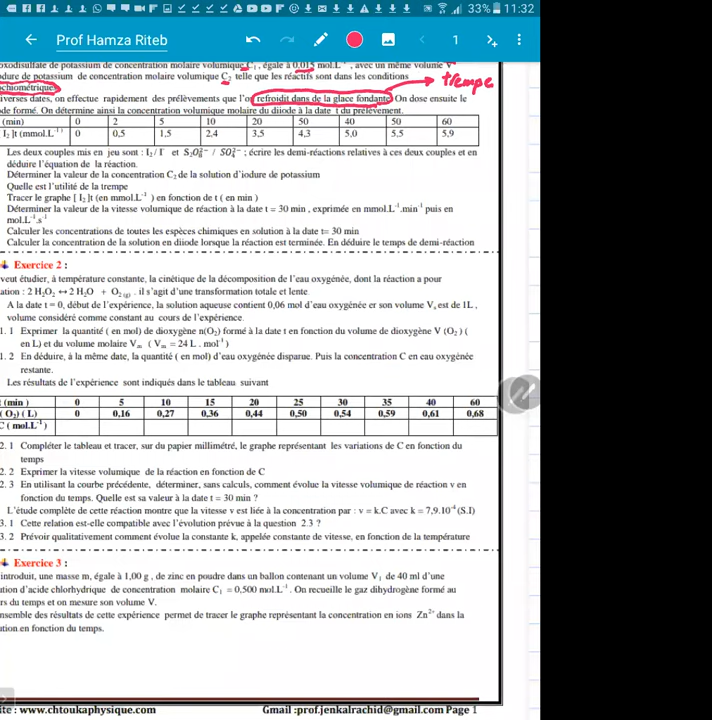 33% 11:32
Prof Hamza Riteb
1
oxodisulfate de potassium de concentration molaire volumique C1, égale à 0,015 mol.L-1, avec un même volume V
dure de potassium de concentration molaire volumique C2 telle que les réactifs sont dans les conditions
ochiométriques
trempe
iverses dates, on effectue rapidement des prélèvements que l'on refroidit dans de la glace fondante. On dose ensuite le
ode formé. On détermine ainsi la concentration volumique molaire du diiode à la date t du prélèvement.
(min) 0 2 5 10 20 50 40 50 60
I2 ]t (mmol.L-1) 0 0,5 1,5 2,4 3,5 4,3 5,0 5,5 5,9
Les deux couples mis en jeu sont : I2/ I- et S2O8^2- / SO4^2- ; écrire les demi-réactions relatives à ces deux couples et en
déduire l'équation de la réaction.
Déterminer la valeur de la concentration C2 de la solution d'iodure de potassium
Quelle est l'utilité de la trempe
Tracer le graphe [ I2 ]t (en mmol.L-1 ) en fonction de t ( en min )
Déterminer la valeur de la vitesse volumique de réaction à la date t = 30 min , exprimée en mmol.L-1.min-1 puis en
mol.L-1.s-1
Calculer les concentrations de toutes les espèces chimiques en solution à la date t= 30 min
Calculer la concentration de la solution en diiode lorsque la réaction est terminée. En déduire le temps de demi-réaction
Exercice 2 :
veut étudier, à température constante, la cinétique de la décomposition de l'eau oxygénée, dont la réaction a pour
ation : 2 H2O2 ↔ 2 H2O + O2(g) . il s'agit d'une transformation totale et lente.
A la date t = 0, début de l'expérience, la solution aqueuse contient 0,06 mol d'eau oxygénée er son volume Vs est de 1L ,
volume considéré comme constant au cours de l'expérience.
1. 1 Exprimer la quantité ( en mol) de dioxygène n(O2) formé à la date t en fonction du volume de dioxygène V (O2) (
en L) et du volume molaire Vm ( Vm = 24 L . mol-1)
1. 2 En déduire, à la même date, la quantité ( en mol) d'eau oxygénée disparue. Puis la concentration C en eau oxygénée
restante.
Les résultats de l'expérience sont indiqués dans le tableau suivant
(min) 0 5 10 15 20 25 30 35 40 60
(O2) ( L) 0 0,16 0,27 0,36 0,44 0,50 0,54 0,59 0,61 0,68
C ( mol.L-1)
2. 1 Compléter le tableau et tracer, sur du papier millimétré, le graphe représentant les variations de C en fonction du
temps
2. 2 Exprimer la vitesse volumique de la réaction en fonction de C
2. 3 En utilisant la courbe précédente, déterminer, sans calculs, comment évolue la vitesse volumique de réaction v en
fonction du temps. Quelle est sa valeur à la date t = 30 min ?
L'étude complète de cette réaction montre que la vitesse v est liée à la concentration par : v = k.C avec k = 7,9.10-4 (S.I)
3. 1 Cette relation est-elle compatible avec l'évolution prévue à la question 2.3 ?
3. 2 Prévoir qualitativement comment évolue la constante k, appelée constante de vitesse, en fonction de la température
Exercice 3 :
introduit, une masse m, égale à 1,00 g , de zinc en poudre dans un ballon contenant un volume V1 de 40 ml d'une
tion d'acide chlorhydrique de concentration molaire C1 = 0,500 mol.L-1. On recueille le gaz dihydrogène formé au
rs du temps et on mesure son volume V.
nsemble des résultats de cette expérience permet de tracer le graphe représentant la concentration en ions Zn2+ dans la
ution en fonction du temps.
ite : www.chtoukaphysique.com Gmail :prof.jenkalrachid@gmail.com Page 1